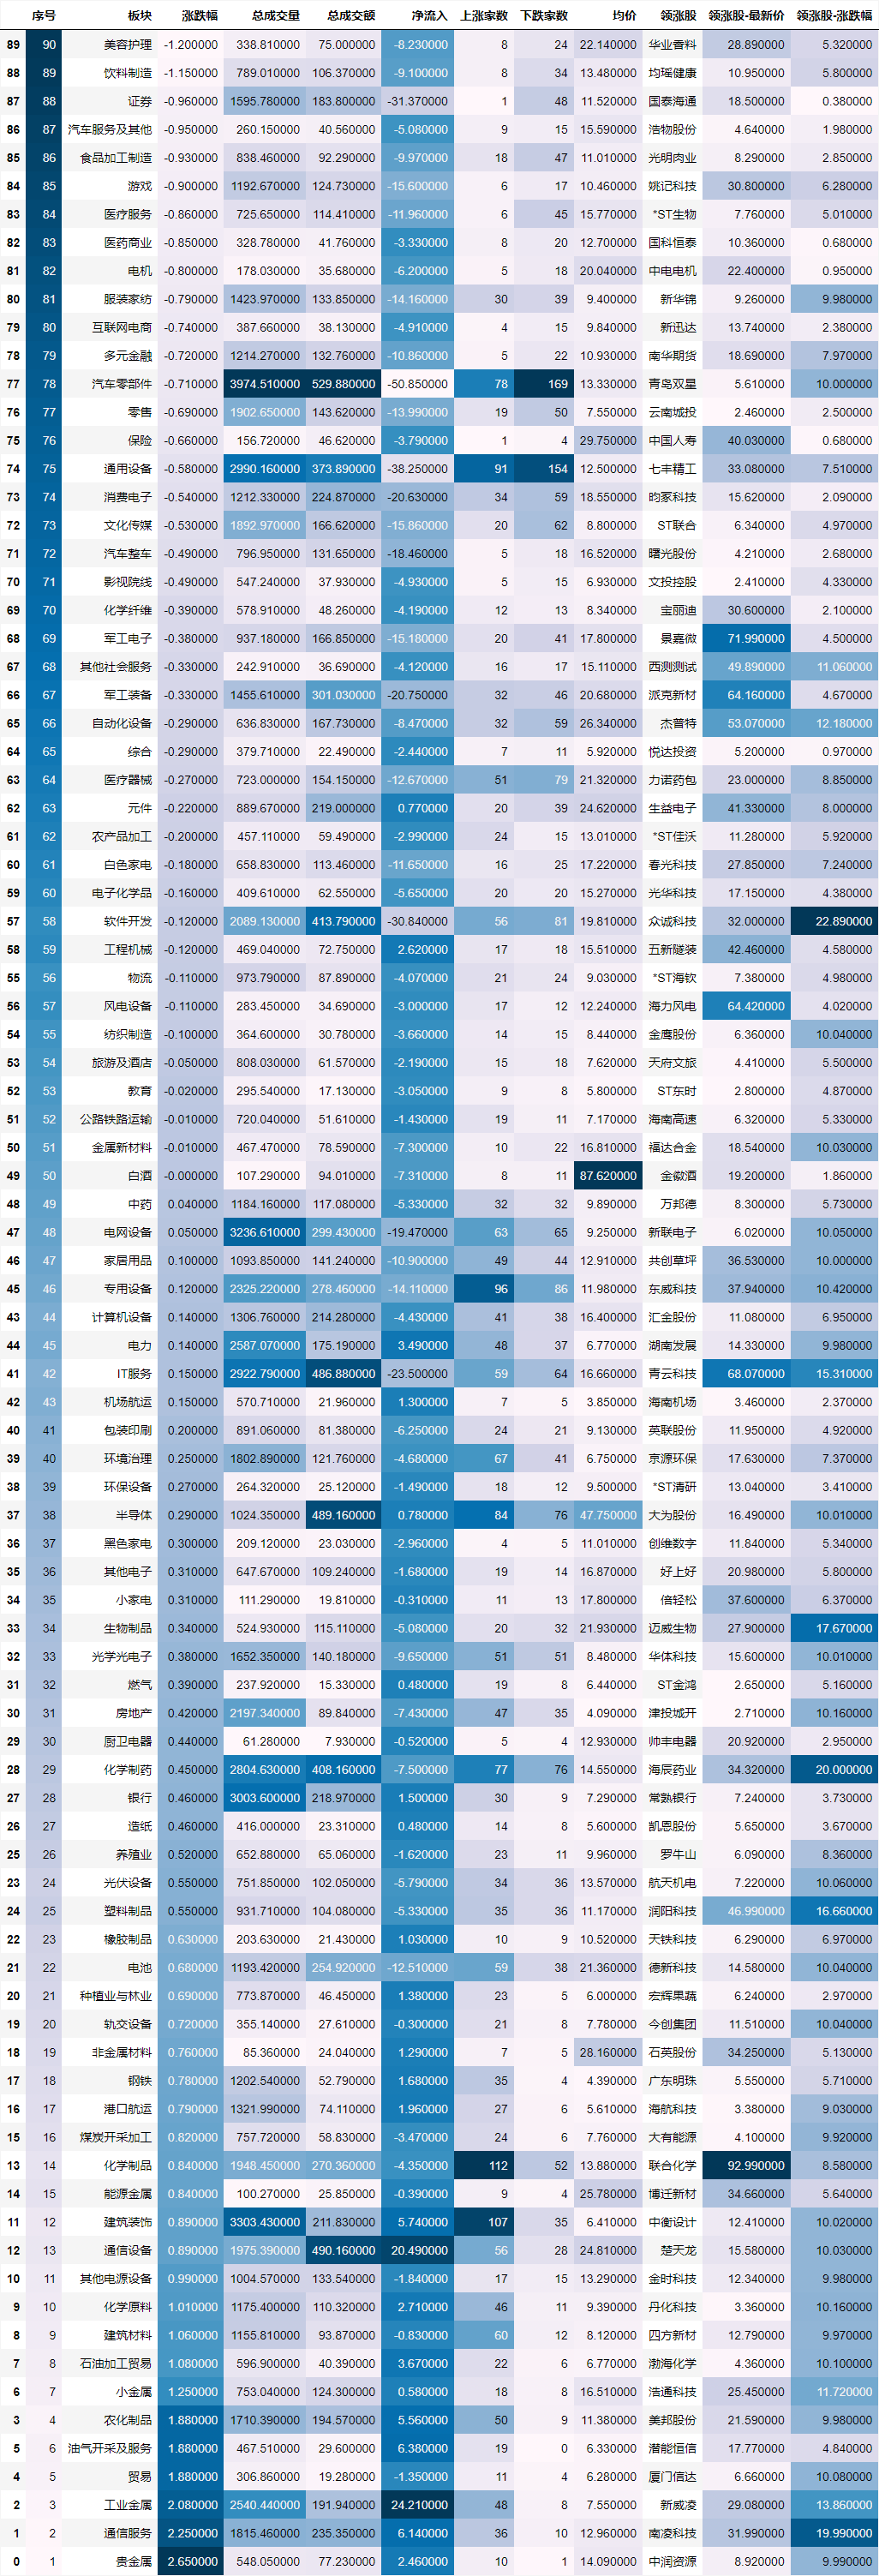 序号 板块 涨跌幅 总成交量 总成交额 净流入 上涨家数 下跌家数 均价 领涨股 领涨股-最新价 领涨股-涨跌幅
89 90 美容护理 -1.200000 338.810000 75.000000 -8.230000 8 24 22.140000 华业香料 28.890000 5.320000
88 89 饮料制造 -1.150000 789.010000 106.370000 -9.100000 8 34 13.480000 均瑶健康 10.950000 5.800000
87 88 证券 -0.960000 1595.780000 183.800000 -31.370000 1 48 11.520000 国泰海通 18.500000 0.380000
86 87 汽车服务及其他 -0.950000 260.150000 40.560000 -5.080000 9 15 15.590000 浩物股份 4.640000 1.980000
85 86 食品加工制造 -0.930000 838.460000 92.290000 -9.970000 18 47 11.010000 光明肉业 8.290000 2.850000
84 85 游戏 -0.900000 1192.670000 124.730000 -15.600000 6 17 10.460000 姚记科技 30.800000 6.280000
83 84 医疗服务 -0.860000 725.650000 114.410000 -11.960000 6 45 15.770000 *ST生物 7.760000 5.010000
82 83 医药商业 -0.850000 328.780000 41.760000 -3.330000 8 20 12.700000 国科恒泰 10.360000 0.680000
81 82 电机 -0.800000 178.030000 35.680000 -6.200000 5 18 20.040000 中电电机 22.400000 0.950000
80 81 服装家纺 -0.790000 1423.970000 133.850000 -14.160000 30 39 9.400000 新华锦 9.260000 9.980000
79 80 互联网电商 -0.740000 387.660000 38.130000 -4.910000 4 15 9.840000 新迅达 13.740000 2.380000
78 79 多元金融 -0.720000 1214.270000 132.760000 -10.860000 5 22 10.930000 南华期货 18.690000 7.970000
77 78 汽车零部件 -0.710000 3974.510000 529.880000 -50.850000 78 169 13.330000 青岛双星 5.610000 10.000000
76 77 零售 -0.690000 1902.650000 143.620000 -13.990000 19 50 7.550000 云南城投 2.460000 2.500000
75 76 保险 -0.660000 156.720000 46.620000 -3.790000 1 4 29.750000 中国人寿 40.030000 0.680000
74 75 通用设备 -0.580000 2990.160000 373.890000 -38.250000 91 154 12.500000 七丰精工 33.080000 7.510000
73 74 消费电子 -0.540000 1212.330000 224.870000 -20.630000 34 59 18.550000 昀冢科技 15.620000 2.090000
72 73 文化传媒 -0.530000 1892.970000 166.620000 -15.860000 20 62 8.800000 ST联合 6.340000 4.970000
71 72 汽车整车 -0.490000 796.950000 131.650000 -18.460000 5 18 16.520000 曙光股份 4.210000 2.680000
70 71 影视院线 -0.490000 547.240000 37.930000 -4.930000 5 15 6.930000 文投控股 2.410000 4.330000
69 70 化学纤维 -0.390000 578.910000 48.260000 -4.190000 12 13 8.340000 宝丽迪 30.600000 2.100000
68 69 军工电子 -0.380000 937.180000 166.850000 -15.180000 20 41 17.800000 景嘉微 71.990000 4.500000
67 68 其他社会服务 -0.330000 242.910000 36.690000 -4.120000 16 17 15.110000 西测测试 49.890000 11.060000
66 67 军工装备 -0.330000 1455.610000 301.030000 -20.750000 32 46 20.680000 派克新材 64.160000 4.670000
65 66 自动化设备 -0.290000 636.830000 167.730000 -8.470000 32 59 26.340000 杰普特 53.070000 12.180000
64 65 综合 -0.290000 379.710000 22.490000 -2.440000 7 11 5.920000 悦达投资 5.200000 0.970000
63 64 医疗器械 -0.270000 723.000000 154.150000 -12.670000 51 79 21.320000 力诺药包 23.000000 8.850000
62 63 元件 -0.220000 889.670000 219.000000 0.770000 20 39 24.620000 生益电子 41.330000 8.000000
61 62 农产品加工 -0.200000 457.110000 59.490000 -2.990000 24 15 13.010000 *ST佳沃 11.280000 5.920000
60 61 白色家电 -0.180000 658.830000 113.460000 -11.650000 16 25 17.220000 春光科技 27.850000 7.240000
59 60 电子化学品 -0.160000 409.610000 62.550000 -5.650000 20 20 15.270000 光华科技 17.150000 4.380000
57 58 软件开发 -0.120000 2089.130000 413.790000 -30.840000 56 81 19.810000 众诚科技 32.000000 22.890000
58 59 工程机械 -0.120000 469.040000 72.750000 2.620000 17 18 15.510000 五新隧装 42.460000 4.580000
55 56 物流 -0.110000 973.790000 87.890000 -4.070000 21 24 9.030000 *ST海钦 7.380000 4.980000
56 57 风电设备 -0.110000 283.450000 34.690000 -3.000000 17 12 12.240000 海力风电 64.420000 4.020000
54 55 纺织制造 -0.100000 364.600000 30.780000 -3.660000 14 15 8.440000 金鹰股份 6.360000 10.040000
53 54 旅游及酒店 -0.050000 808.030000 61.570000 -2.190000 15 18 7.620000 天府文旅 4.410000 5.500000
52 53 教育 -0.020000 295.540000 17.130000 -3.050000 9 8 5.800000 ST东时 2.800000 4.870000
51 52 公路铁路运输 -0.010000 720.040000 51.610000 -1.430000 19 11 7.170000 海南高速 6.320000 5.330000
50 51 金属新材料 -0.010000 467.470000 78.590000 -7.300000 10 22 16.810000 福达合金 18.540000 10.030000
49 50 白酒 -0.000000 107.290000 94.010000 -7.310000 8 11 87.620000 金徽酒 19.200000 1.860000
48 49 中药 0.040000 1184.160000 117.080000 -5.330000 32 32 9.890000 万邦德 8.300000 5.730000
47 48 电网设备 0.050000 3236.610000 299.430000 -19.470000 63 65 9.250000 新联电子 6.020000 10.050000
46 47 家居用品 0.100000 1093.850000 141.240000 -10.900000 49 44 12.910000 共创草坪 36.530000 10.000000
45 46 专用设备 0.120000 2325.220000 278.460000 -14.110000 96 86 11.980000 东威科技 37.940000 10.420000
43 44 计算机设备 0.140000 1306.760000 214.280000 -4.430000 41 38 16.400000 汇金股份 11.080000 6.950000
44 45 电力 0.140000 2587.070000 175.190000 3.490000 48 37 6.770000 湖南发展 14.330000 9.980000
41 42 IT服务 0.150000 2922.790000 486.880000 -23.500000 59 64 16.660000 青云科技 68.070000 15.310000
42 43 机场航运 0.150000 570.710000 21.960000 1.300000 7 5 3.850000 海南机场 3.460000 2.370000
40 41 包装印刷 0.200000 891.060000 81.380000 -6.250000 24 21 9.130000 英联股份 11.950000 4.920000
39 40 环境治理 0.250000 1802.890000 121.760000 -4.680000 67 41 6.750000 京源环保 17.630000 7.370000
38 39 环保设备 0.270000 264.320000 25.120000 -1.490000 18 12 9.500000 *ST清研 13.040000 3.410000
37 38 半导体 0.290000 1024.350000 489.160000 0.780000 84 76 47.750000 大为股份 16.490000 10.010000
36 37 黑色家电 0.300000 209.120000 23.030000 -2.960000 4 5 11.010000 创维数字 11.840000 5.340000
35 36 其他电子 0.310000 647.670000 109.240000 -1.680000 19 14 16.870000 好上好 20.980000 5.800000
34 35 小家电 0.310000 111.290000 19.810000 -0.310000 11 13 17.800000 倍轻松 37.600000 6.370000
33 34 生物制品 0.340000 524.930000 115.110000 -5.080000 20 32 21.930000 迈威生物 27.900000 17.670000
32 33 光学光电子 0.380000 1652.350000 140.180000 -9.650000 51 51 8.480000 华体科技 15.600000 10.010000
31 32 燃气 0.390000 237.920000 15.330000 0.480000 19 8 6.440000 ST金鸿 2.650000 5.160000
30 31 房地产 0.420000 2197.340000 89.840000 -7.430000 47 35 4.090000 津投城开 2.710000 10.160000
29 30 厨卫电器 0.440000 61.280000 7.930000 -0.520000 5 4 12.930000 帅丰电器 20.920000 2.950000
28 29 化学制药 0.450000 2804.630000 408.160000 -7.500000 77 76 14.550000 海辰药业 34.320000 20.000000
27 28 银行 0.460000 3003.600000 218.970000 1.500000 30 9 7.290000 常熟银行 7.240000 3.730000
26 27 造纸 0.460000 416.000000 23.310000 0.480000 14 8 5.600000 凯恩股份 5.650000 3.670000
25 26 养殖业 0.520000 652.880000 65.060000 -1.620000 23 11 9.960000 罗牛山 6.090000 8.360000
23 24 光伏设备 0.550000 751.850000 102.050000 -5.790000 34 36 13.570000 航天机电 7.220000 10.060000
24 25 塑料制品 0.550000 931.710000 104.080000 -5.330000 35 36 11.170000 润阳科技 46.990000 16.660000
22 23 橡胶制品 0.630000 203.630000 21.430000 1.030000 10 9 10.520000 天铁科技 6.290000 6.970000
21 22 电池 0.680000 1193.420000 254.920000 -12.510000 59 38 21.360000 德新科技 14.580000 10.040000
20 21 种植业与林业 0.690000 773.870000 46.450000 1.380000 23 5 6.000000 宏辉果蔬 6.240000 2.970000
19 20 轨交设备 0.720000 355.140000 27.610000 -0.300000 21 8 7.780000 今创集团 11.510000 10.040000
18 19 非金属材料 0.760000 85.360000 24.040000 1.290000 7 5 28.160000 石英股份 34.250000 5.130000
17 18 钢铁 0.780000 1202.540000 52.790000 1.680000 35 4 4.390000 广东明珠 5.550000 5.710000
16 17 港口航运 0.790000 1321.990000 74.110000 1.960000 27 6 5.610000 海航科技 3.380000 9.030000
15 16 煤炭开采加工 0.820000 757.720000 58.830000 -3.470000 24 6 7.760000 大有能源 4.100000 9.920000
13 14 化学制品 0.840000 1948.450000 270.360000 -4.350000 112 52 13.880000 联合化学 92.990000 8.580000
14 15 能源金属 0.840000 100.270000 25.850000 -0.390000 9 4 25.780000 博迁新材 34.660000 5.640000
11 12 建筑装饰 0.890000 3303.430000 211.830000 5.740000 107 35 6.410000 中衡设计 12.410000 10.020000
12 13 通信设备 0.890000 1975.390000 490.160000 20.490000 56 28 24.810000 楚天龙 15.580000 10.030000
10 11 其他电源设备 0.990000 1004.570000 133.540000 -1.840000 17 15 13.290000 金时科技 12.340000 9.980000
9 10 化学原料 1.010000 1175.400000 110.320000 2.710000 46 11 9.390000 丹化科技 3.360000 10.160000
8 9 建筑材料 1.060000 1155.810000 93.870000 -0.830000 60 12 8.120000 四方新材 12.790000 9.970000
7 8 石油加工贸易 1.080000 596.900000 40.390000 3.670000 22 6 6.770000 渤海化学 4.360000 10.100000
6 7 小金属 1.250000 753.040000 124.300000 0.580000 18 8 16.510000 浩通科技 25.450000 11.720000
3 4 农化制品 1.880000 1710.390000 194.570000 5.560000 50 9 11.380000 美邦股份 21.590000 9.980000
5 6 油气开采及服务 1.880000 467.510000 29.600000 6.380000 19 0 6.330000 潜能恒信 17.770000 4.840000
4 5 贸易 1.880000 306.860000 19.280000 -1.350000 11 4 6.280000 厦门信达 6.660000 10.080000
2 3 工业金属 2.080000 2540.440000 191.940000 24.210000 48 8 7.550000 新威凌 29.080000 13.860000
1 2 通信服务 2.250000 1815.460000 235.350000 6.140000 36 10 12.960000 南凌科技 31.990000 19.990000
0 1 贵金属 2.650000 548.050000 77.230000 2.460000 10 1 14.090000 中润资源 8.920000 9.990000